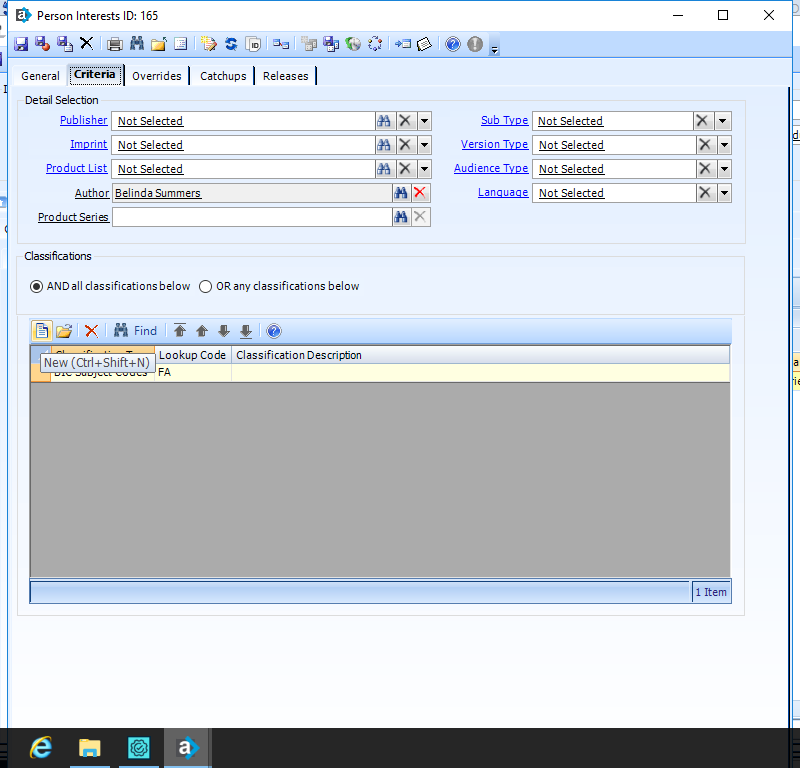 Person Interests ID: 165
General Criteria Overrides Catchups Releases
Detail Selection
Publisher Not Selected Sub Type Not Selected
Imprint Not Selected Version Type Not Selected
Product List Not Selected Audience Type Not Selected
Author Belinda Summers Language Not Selected
Product Series
Classifications
AND all classifications below OR any classifications below
Find
Lookup Code Classification Description
New (Ctrl+Shift+N)
BIC Subject Codes FA
1 Item